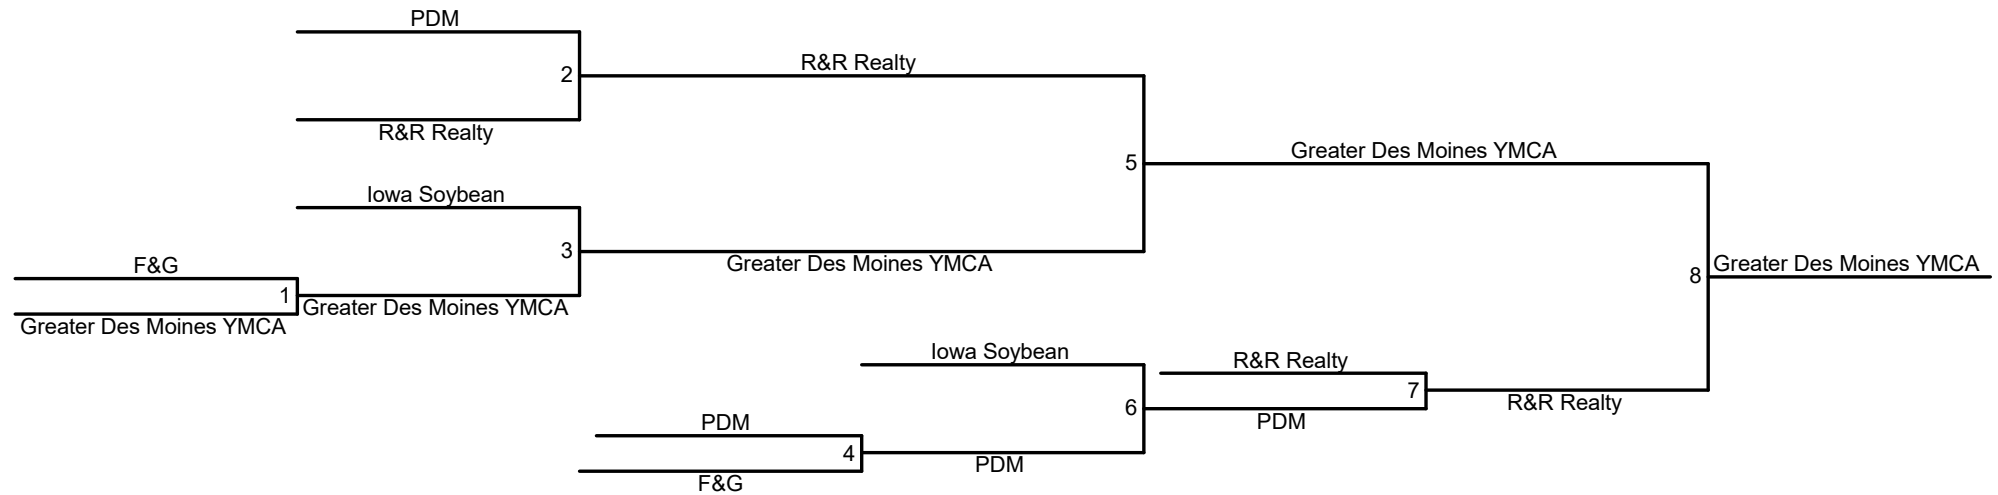 PDM
2
R&R Realty
R&R Realty
Iowa Soybean
3
Greater Des Moines YMCA
F&G
1
Greater Des Moines YMCA
Greater Des Moines YMCA
5
Greater Des Moines YMCA
8
Greater Des Moines YMCA
Iowa Soybean
6
PDM
4
F&G
PDM
R&R Realty
7
PDM
R&R Realty